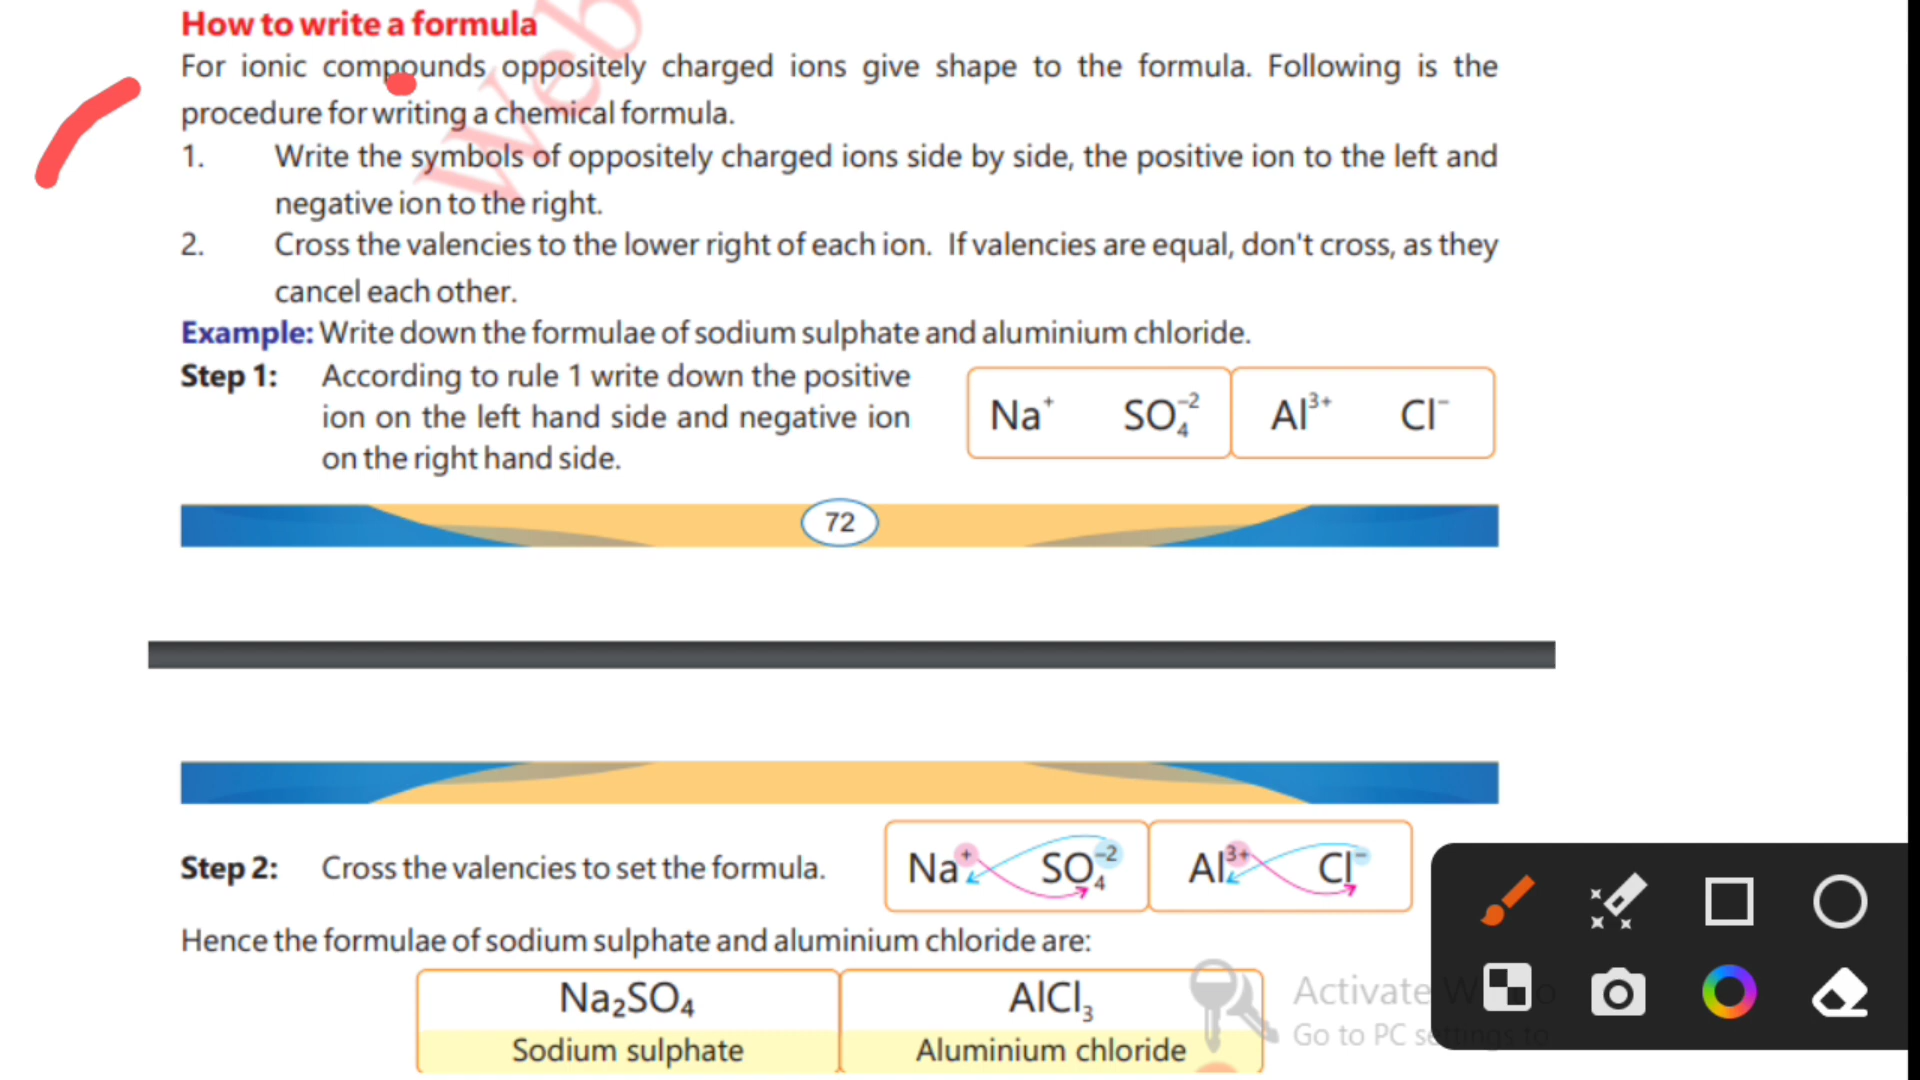 How to write a formula
For ionic compounds oppositely charged ions give shape to the formula. Following is the
procedure for writing a chemical formula.
1. Write the symbols of oppositely charged ions side by side, the positive ion to the left and
negative ion to the right.
2. Cross the valencies to the lower right of each ion. If valencies are equal, don't cross, as they
cancel each other.
Example: Write down the formulae of sodium sulphate and aluminium chloride.
Step 1: According to rule 1 write down the positive
ion on the left hand side and negative ion
on the right hand side.
Na⁺ SO₄⁻² Al³⁺ Cl⁻
72
Step 2: Cross the valencies to set the formula.
Na⁺ SO₄⁻² Al³⁺ Cl⁻
Hence the formulae of sodium sulphate and aluminium chloride are:
Na₂SO₄ AlCl₃
Sodium sulphate Aluminium chloride
Web
Activate
Go to PC settings to